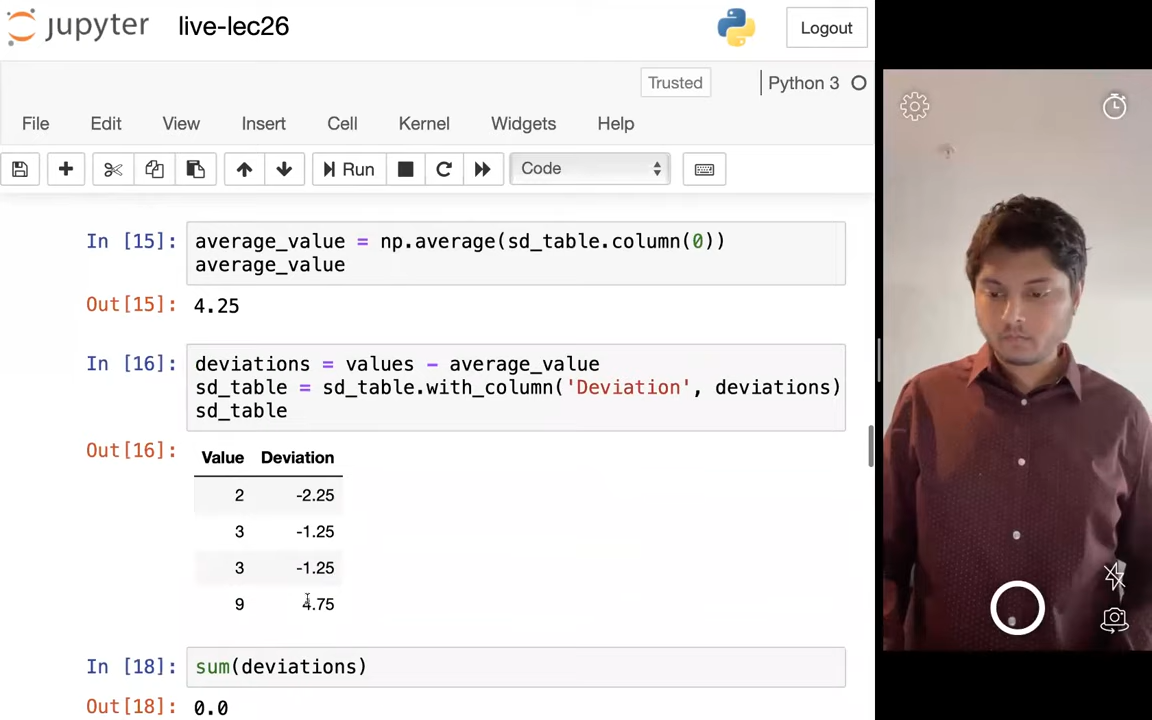 jupyter live-lec26 Logout
Trusted Python 3
File Edit View Insert Cell Kernel Widgets Help
Run Code
In [15]: average_value = np.average(sd_table.column(0))
average_value
Out[15]: 4.25
In [16]: deviations = values - average_value
sd_table = sd_table.with_column('Deviation', deviations)
sd_table
Out[16]: Value Deviation
2 -2.25
3 -1.25
3 -1.25
9 4.75
In [18]: sum(deviations)
Out[18]: 0.0